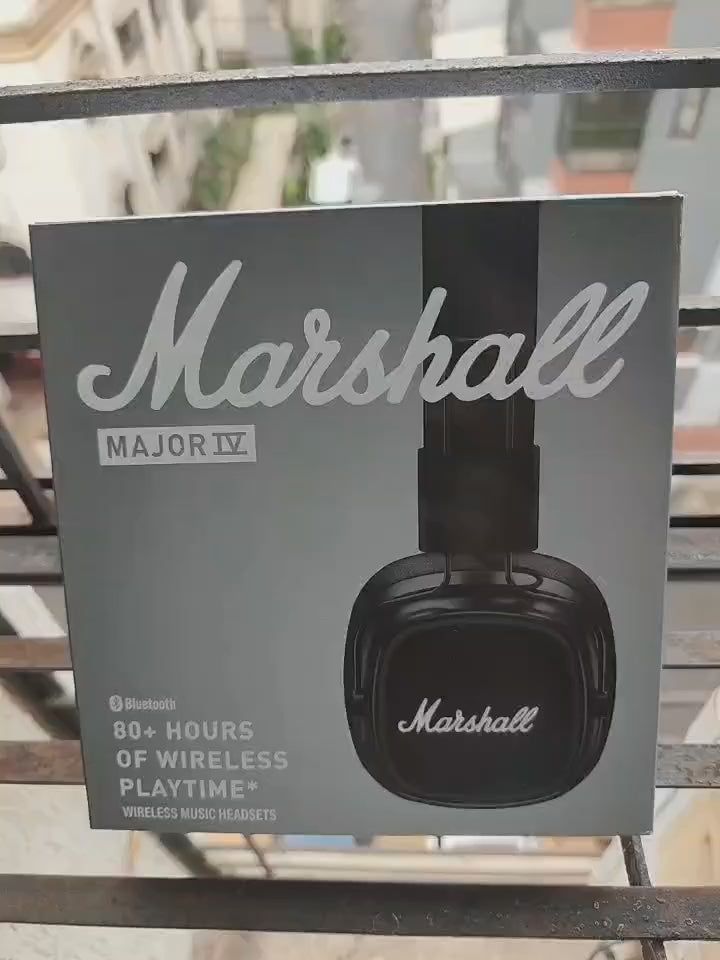 Marshall
MAJOR IV
Bluetooth
80+ HOURS
OF WIRELESS
PLAYTIME*
WIRELESS MUSIC HEADSETS
Marshall